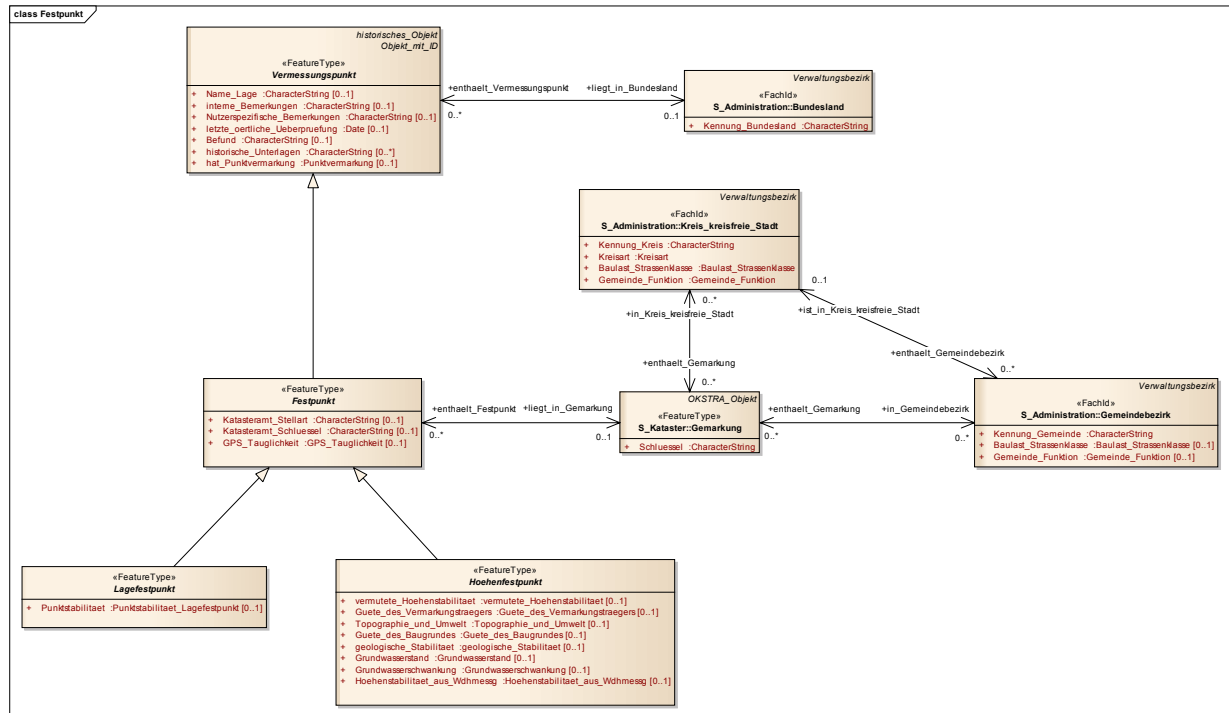 class Festpunkt
historisches_Objekt
Objekt_mit_ID
«FeatureType»
Vermessungspunkt
+ Name_Lage :CharacterString [0..1]
+ interne_Bemerkungen :CharacterString [0..1]
+ Nutzerspezifische_Bemerkungen :CharacterString [0..1]
+ letzte_oertliche_Ueberpruefung :Date [0..1]
+ Befund :CharacterString [0..1]
+ historische_Unterlagen :CharacterString [0..*]
+ hat_Punktvermarkung :Punktvermarkung [0..1]
+enthaelt_Vermessungspunkt
0..*
+liegt_in_Bundesland
0..1
Verwaltungsbezirk
«FachId»
S_Administration::Bundesland
+ Kennung_Bundesland :CharacterString
Verwaltungsbezirk
«FachId»
S_Administration::Kreis_kreisfreie_Stadt
+ Kennung_Kreis :CharacterString
+ Kreisart :Kreisart
+ Baulast_Strassenklasse :Baulast_Strassenklasse
+ Gemeinde_Funktion :Gemeinde_Funktion
0..*
+in_Kreis_kreisfreie_Stadt
0..1
+ist_in_Kreis_kreisfreie_Stadt
+enthaelt_Gemarkung
0..*
+enthaelt_Gemeindebezirk
0..*
«FeatureType»
Festpunkt
+ Katasteramt_Stellart :CharacterString [0..1]
+ Katasteramt_Schluessel :CharacterString [0..1]
+ GPS_Tauglichkeit :GPS_Tauglichkeit [0..1]
+enthaelt_Festpunkt
0..*
+liegt_in_Gemarkung
0..1
OKSTRA_Objekt
«FeatureType»
S_Kataster::Gemarkung
+ Schluessel :CharacterString
+enthaelt_Gemarkung
0..*
+in_Gemeindebezirk
0..*
Verwaltungsbezirk
«FachId»
S_Administration::Gemeindebezirk
+ Kennung_Gemeinde :CharacterString
+ Baulast_Strassenklasse :Baulast_Strassenklasse [0..1]
+ Gemeinde_Funktion :Gemeinde_Funktion [0..1]
«FeatureType»
Lagefestpunkt
+ Punktstabilitaet :Punktstabilitaet_Lagefestpunkt [0..1]
«FeatureType»
Hoehenfestpunkt
+ vermutete_Hoehenstabilitaet :vermutete_Hoehenstabilitaet [0..1]
+ Guete_des_Vermarkungstraegers :Guete_des_Vermarkungstraegers [0..1]
+ Topographie_und_Umwelt :Topographie_und_Umwelt [0..1]
+ Guete_des_Baugrundes :Guete_des_Baugrundes [0..1]
+ geologische_Stabilitaet :geologische_Stabilitaet [0..1]
+ Grundwasserstand :Grundwasserstand [0..1]
+ Grundwasserschwankung :Grundwasserschwankung [0..1]
+ Hoehenstabilitaet_aus_Wdhmessg :Hoehenstabilitaet_aus_Wdhmessg [0..1]